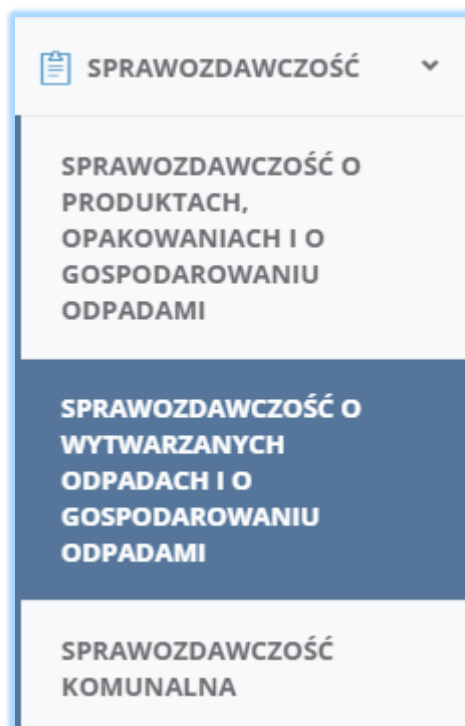 SPRAWOZDAWCZOŚĆ
SPRAWOZDAWCZOŚĆ O
PRODUKTACH,
OPAKOWANIACH I O
GOSPODAROWANIU
ODPADAMI
SPRAWOZDAWCZOŚĆ O
WYTWARZANYCH
ODPADACH I O
GOSPODAROWANIU
ODPADAMI
SPRAWOZDAWCZOŚĆ
KOMUNALNA